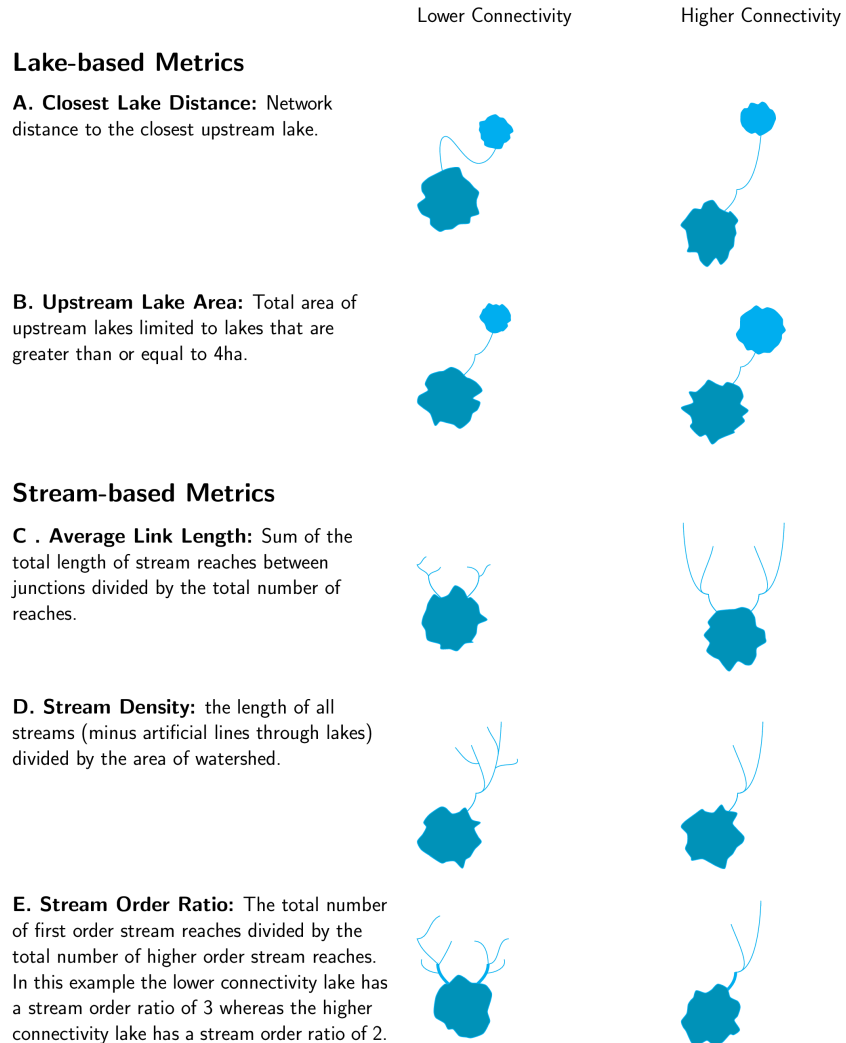 Lower Connectivity
Higher Connectivity
Lake-based Metrics
A. Closest Lake Distance: Network
distance to the closest upstream lake.
B. Upstream Lake Area: Total area of
upstream lakes limited to lakes that are
greater than or equal to 4ha.
Stream-based Metrics
C . Average Link Length: Sum of the
total length of stream reaches between
junctions divided by the total number of
reaches.
D. Stream Density: the length of all
streams (minus artificial lines through lakes)
divided by the area of watershed.
E. Stream Order Ratio: The total number
of first order stream reaches divided by the
total number of higher order stream reaches.
In this example the lower connectivity lake has
a stream order ratio of 3 whereas the higher
connectivity lake has a stream order ratio of 2.